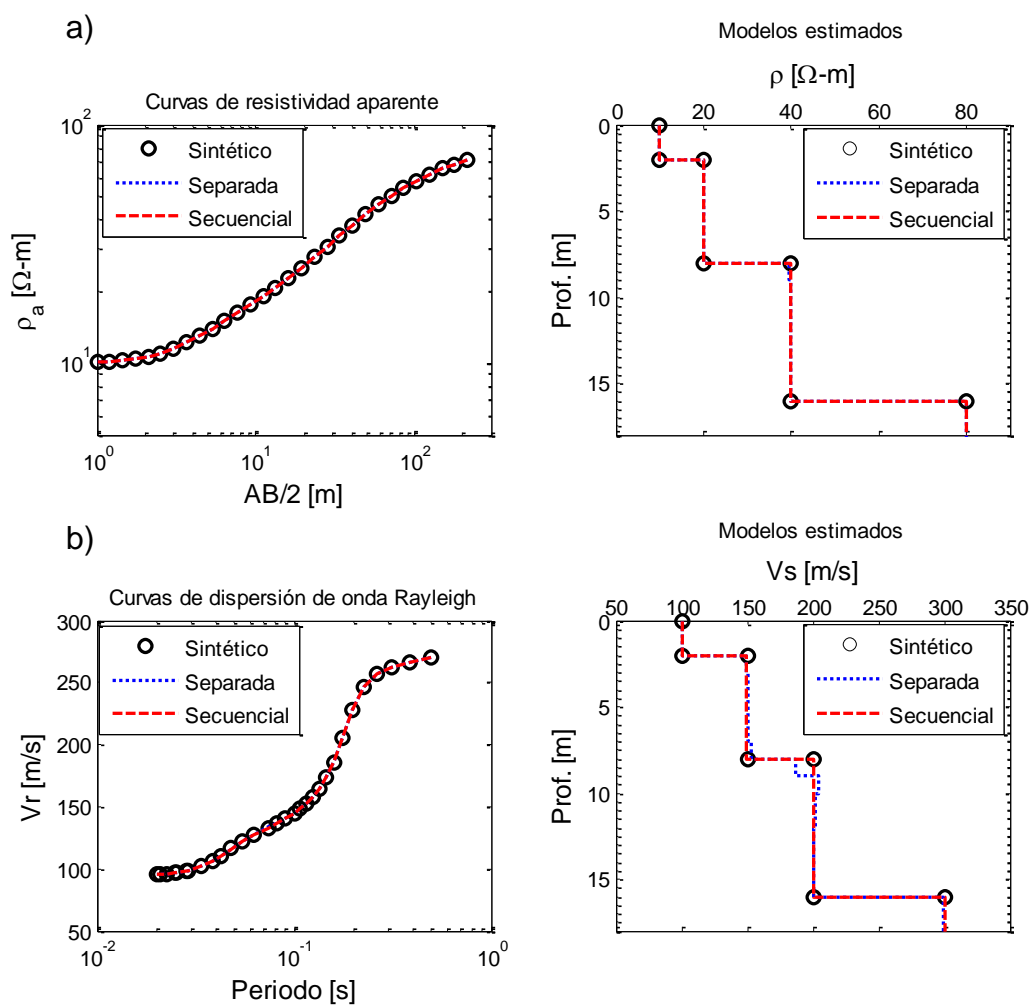 a)
Curvas de resistividad aparente
10^2
10^1
ρ_a [Ω-m]
Sintético
Separada
Secuencial
10^0 10^1 10^2
AB/2 [m]
Modelos estimados
ρ [Ω-m]
0 20 40 60 80
0
5
10
15
Prof. [m]
Sintético
Separada
Secuencial
b)
Curvas de dispersión de onda Rayleigh
300
250
200
150
100
50
Vr [m/s]
Sintético
Separada
Secuencial
10^-2 10^-1 10^0
Periodo [s]
Modelos estimados
Vs [m/s]
50 100 150 200 250 300 350
0
5
10
15
Prof. [m]
Sintético
Separada
Secuencial